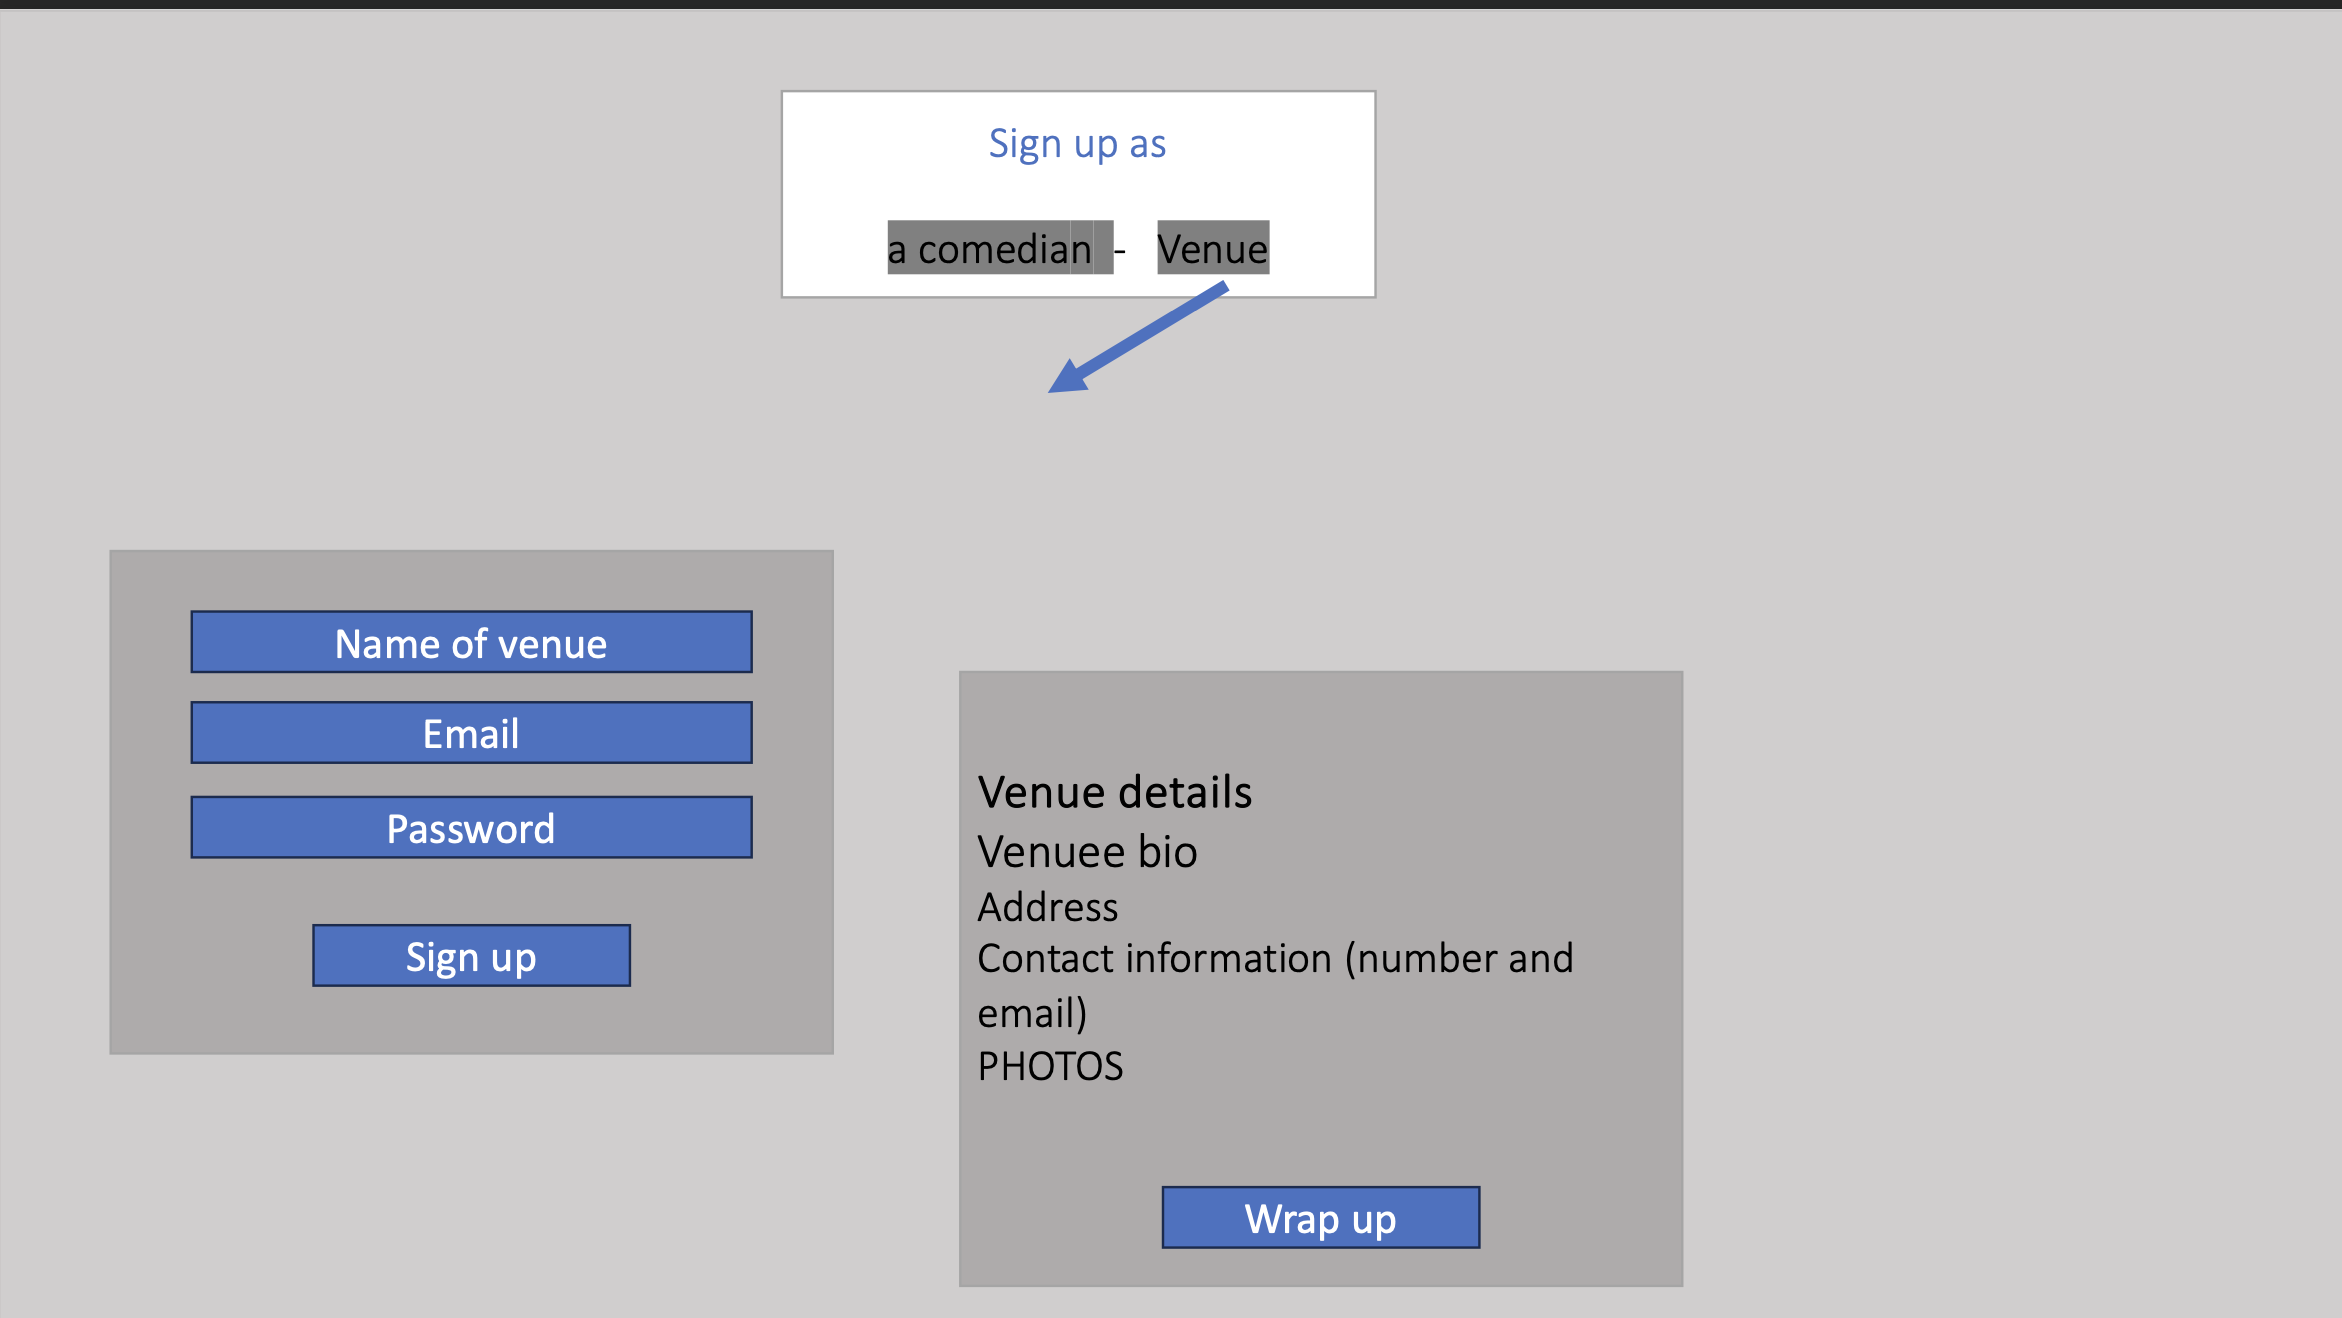 Sign up as
a comedian - Venue
Name of venue
Email
Password
Sign up
Venue details
Venuee bio
Address
Contact information (number and
email)
PHOTOS
Wrap up